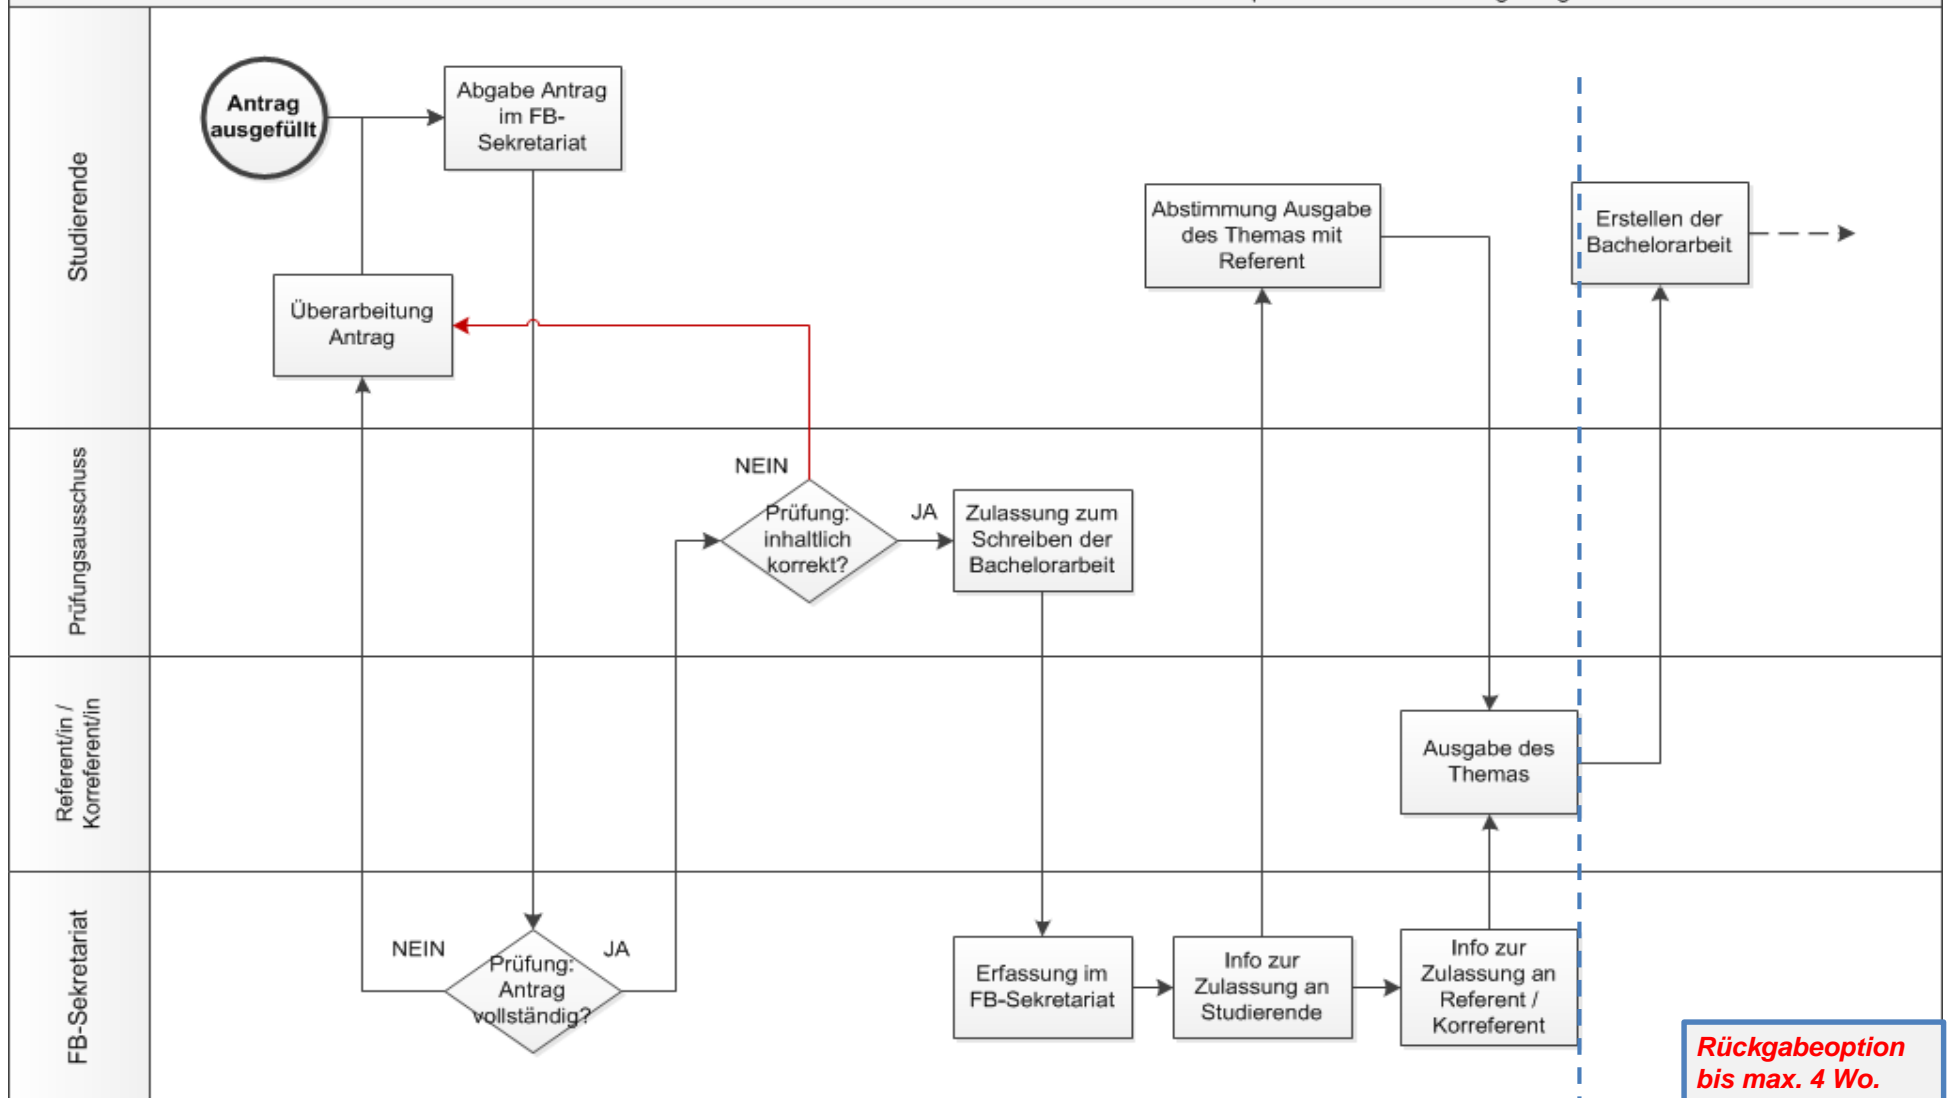 Studierende
Antrag
ausgefüllt
Abgabe Antrag
im FB-
Sekretariat
Überarbeitung
Antrag
Abstimmung Ausgabe
des Themas mit
Referent
Erstellen der
Bachelorarbeit
Prüfungsausschuss
NEIN
Prüfung:
inhaltlich
korrekt?
JA
Zulassung zum
Schreiben der
Bachelorarbeit
Referent/in /
Korreferent/in
Ausgabe des
Themas
FB-Sekretariat
NEIN
Prüfung:
Antrag
vollständig?
JA
Erfassung im
FB-Sekretariat
Info zur
Zulassung an
Studierende
Info zur
Zulassung an
Referent /
Korreferent
Rückgabeoption
bis max. 4 Wo.